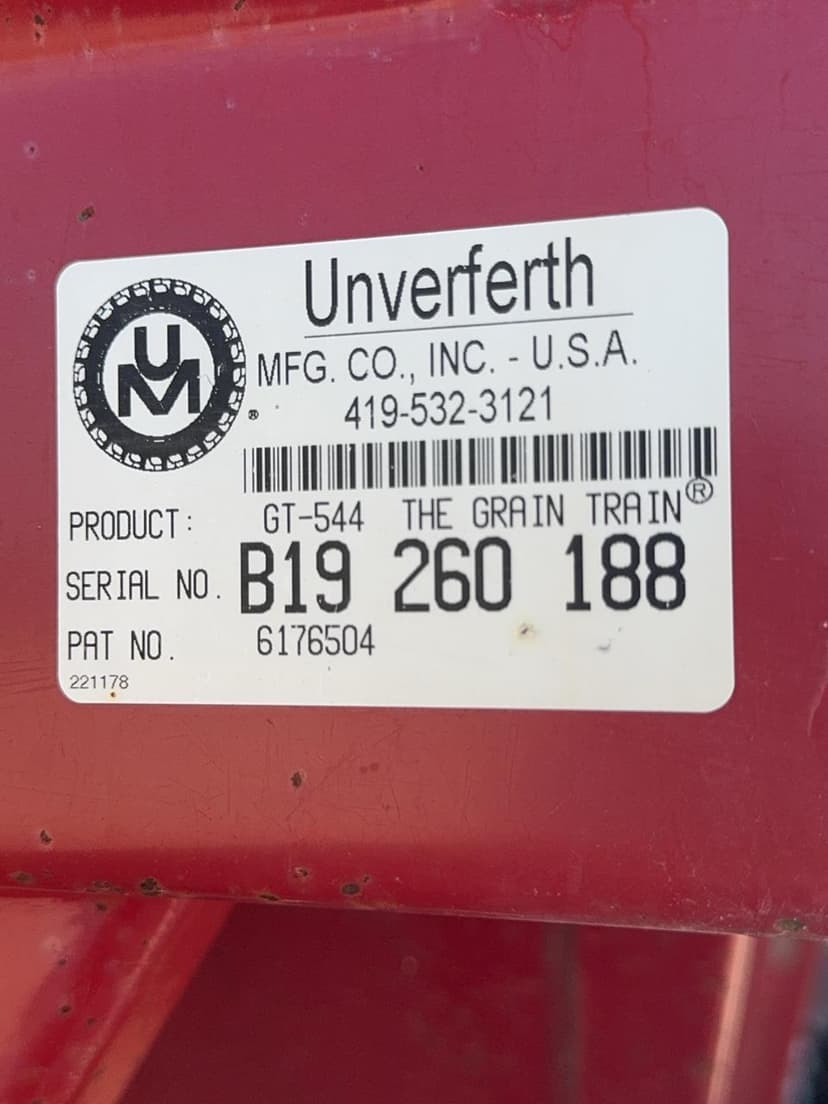 UM
Unverferth
MFG. CO., INC. - U.S.A.
®
419-532-3121
PRODUCT: GT-544 THE GRAIN TRAIN®
SERIAL NO. B19 260 188
PAT NO. 6176504
221178